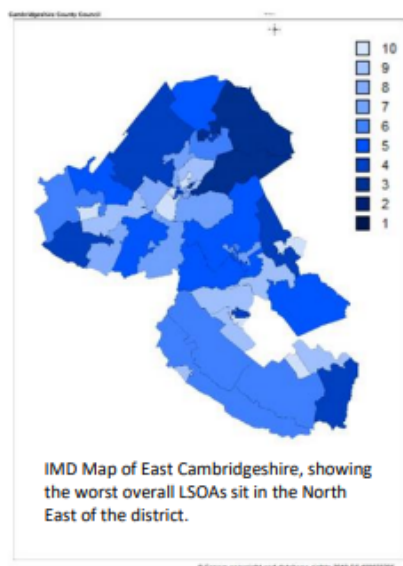 Cambridgeshire County Council
10
9
8
7
6
5
4
3
2
1
IMD Map of East Cambridgeshire, showing
the worst overall LSOAs sit in the North
East of the district.